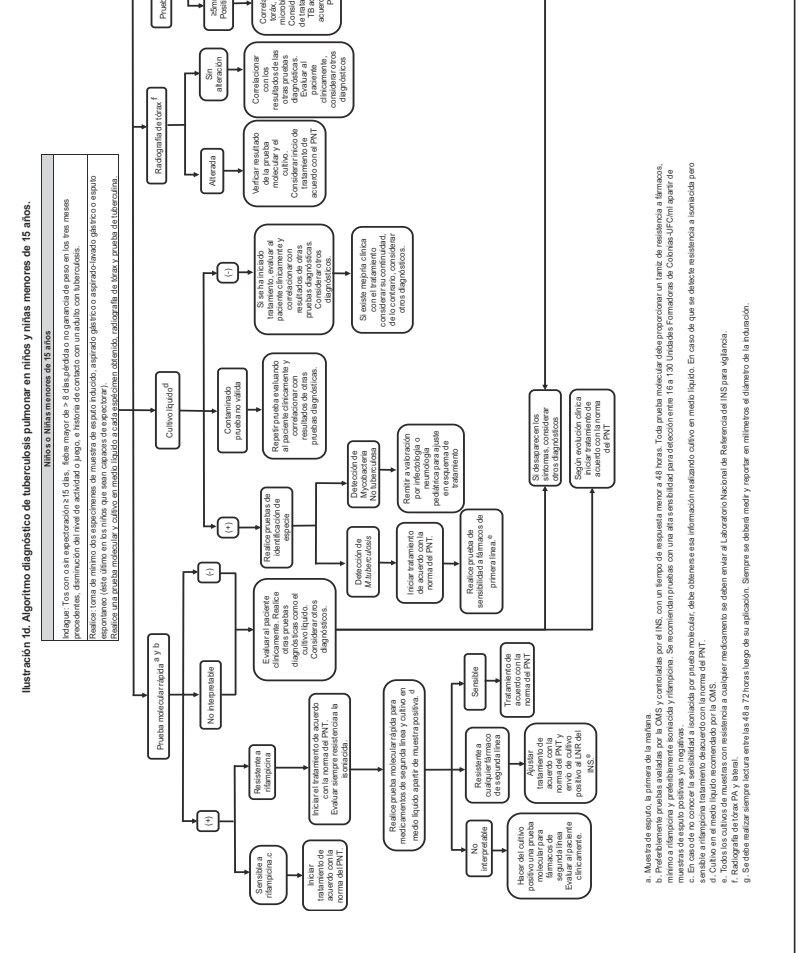 Ilustración 1d. Algoritmo diagnóstico de tuberculosis pulmonar en niños y niñas menores de 15 años.
Niños o Niñas menores de 15 años
Indague: Tos con o sin expectoración ≥15 días, fiebre mayor de > 8 días,pérdida o no ganancia de peso en los tres meses
precedentes, disminución del nivel de actividad o juego, e historia de contacto con un adulto con tuberculosis.
Realice: toma de mínimo dos especímenes de muestra de esputo inducido, aspirado gástrico o aspirado-lavado gástrico o esputo
espontaneo (éste último en los niños que sean capaces de expectorar).
Realice una prueba molecular y cultivo en medio líquido a cada espécimen obtenido, radiografía de tórax y prueba de tuberculina.
Prueba molecular rápida a y b
(+)
Sensible a
rifampicina.c
Iniciar
tratamiento de
acuerdo con la
norma del PNT.
Resistente a
rifampicina
Iniciar el tratamiento de acuerdo
con la norma del PNT.
Evaluar siempre resistencia a la
isoniacida.
Realice prueba molecular rápida para
medicamentos de segunda línea y cultivo en
medio líquido a partir de muestra positiva. d
No
interpretable
Hacer del cultivo
positivo una prueba
molecular para
fármacos de
segunda línea
Evaluar al paciente
clínicamente.
Resistente a
cualquier fármaco
de segunda línea
Ajustar
tratamiento de
acuerdo con la
norma del PNT y
envío de cultivo
positivo al LNR del
INS.e
Sensible
Tratamiento de
acuerdo con la
norma del PNT
No interpretable
(-)
Evaluar al paciente
clínicamente. Realice
otras pruebas
diagnósticas como el
cultivo líquido.
Considerar otros
diagnósticos.
Si desaparecen los
síntomas, considerar
otros diagnósticos
Según evolución clínica
iniciar tratamiento de
acuerdo con la norma
del PNT
Cultivo líquidod
(+)
Realice pruebas de
identificación de
especie
Detección de
M.tuberculosis
Iniciar tratamiento
de acuerdo con la
norma del PNT.
Realice prueba de
sensibilidad a fármacos de
primera línea.e
Detección de
Mycobacteria
No tuberculosa
Remitir a valoración
por infectología o
neumología
pediátrica para ajuste
en esquema de
tratamiento
Contaminado
prueba no válida
Repetir prueba evaluando
al paciente clínicamente y
correlacionar con
resultados de otras
pruebas diagnósticas.
(-)
Si se ha iniciado
tratamiento, evaluar al
paciente clínicamente y
correlacionar con
resultados de otras
pruebas diagnósticas.
Considerar otros
diagnósticos.
Si existe mejoría clínica
con el tratamiento
considerar su continuidad,
de lo contrario, considerar
otros diagnósticos.
Radiografía de tórax f
Alterada
Verificar resultado
de la prueba
molecular y el
cultivo.
Considerar inicio de
tratamiento de
acuerdo con el PNT
Sin
alteración
Correlacionar
con los
resultados de las
otras pruebas
diagnósticas.
Evaluar al
paciente
clínicamente,
considerar otros
diagnósticos
a. Muestra de esputo, la primera de la mañana.
b. Preferiblemente pruebas avaladas por la OMS y controladas por el INS, con un tiempo de respuesta menor a 48 horas. Toda prueba molecular debe proporcionar un tamiz de resistencia a fármacos,
mínimo a rifampicina y preferiblemente isoniacida y rifampicina. Se recomiendan pruebas con una alta sensibilidad para detección entre 16 a 130 Unidades Formadoras de Colonias-UFC/ml a partir de
muestras de esputo positivas y/o negativas.
c. En caso de no conocer la sensibilidad a isoniacida por prueba molecular, debe obtenerse esa información realizando cultivo en medio líquido. En caso de que se detecte resistencia a isoniacida pero
sensible a rifampicina tratamiento deacuerdo con la norma del PNT.
d. Cultivo en el medio líquido recomendado por la OMS.
e. Todos los cultivos de muestras con resistencia a cualquier medicamento se deben enviar al Laboratorio Nacional de Referencia del INS para vigilancia.
f. Radiografía de tórax PA y lateral.
g. Se debe realizar siempre lectura entre las 48 a 72 horas luego de su aplicación. Siempre se deberá medir y reportar en milímetros el diámetro de la induración.